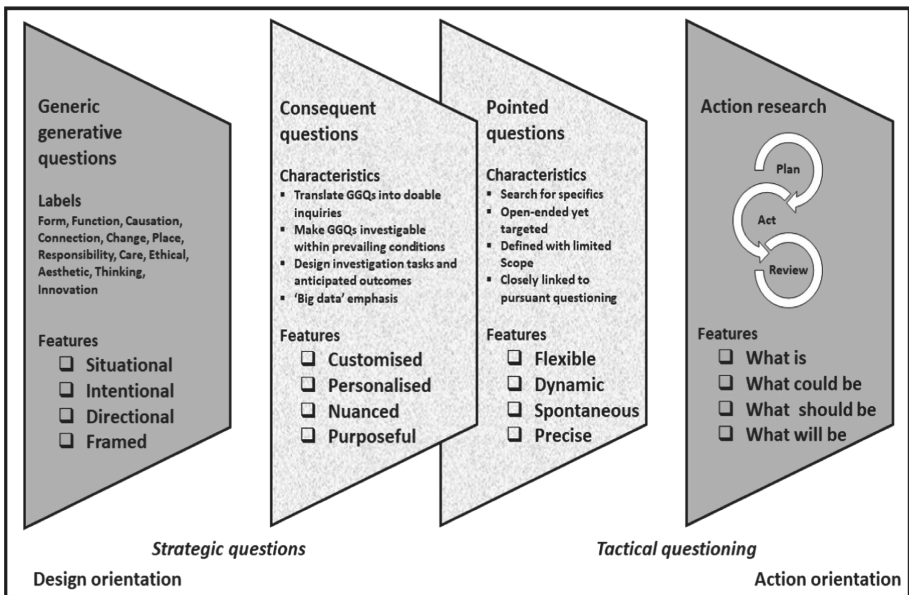 Generic
generative
questions
Labels
Form, Function, Causation,
Connection, Change, Place,
Responsibility, Care, Ethical,
Aesthetic, Thinking,
Innovation
Features
❑ Situational
❑ Intentional
❑ Directional
❑ Framed
Consequent
questions
Characteristics
▪ Translate GGQs into doable
inquiries
▪ Make GGQs investigable
within prevailing conditions
▪ Design investigation tasks and
anticipated outcomes
▪ ‘Big data’ emphasis
Features
❑ Customised
❑ Personalised
❑ Nuanced
❑ Purposeful
Pointed
questions
Characteristics
▪ Search for specifics
▪ Open-ended yet
targeted
▪ Defined with limited
Scope
▪ Closely linked to
pursuant questioning
Features
❑ Flexible
❑ Dynamic
❑ Spontaneous
❑ Precise
Action research
Plan
Act
Review
Features
❑ What is
❑ What could be
❑ What should be
❑ What will be
Strategic questions
Tactical questioning
Design orientation
Action orientation